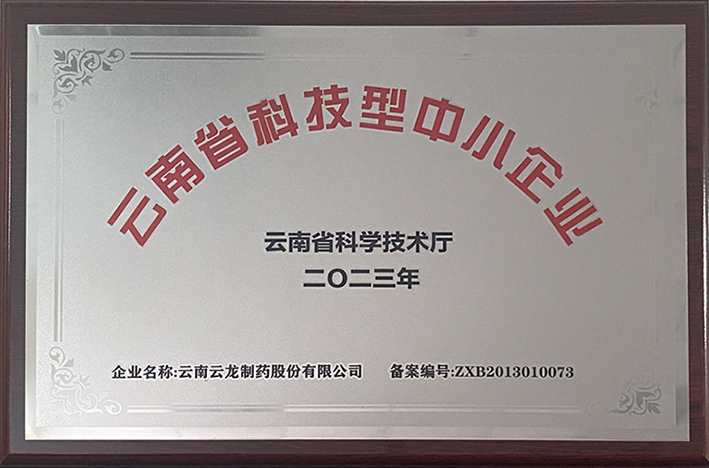 云南省科技型中小企业
云南省科学技术厅
二〇二三年
企业名称:云南云龙制药股份有限公司 备案编号:ZXB2013010073